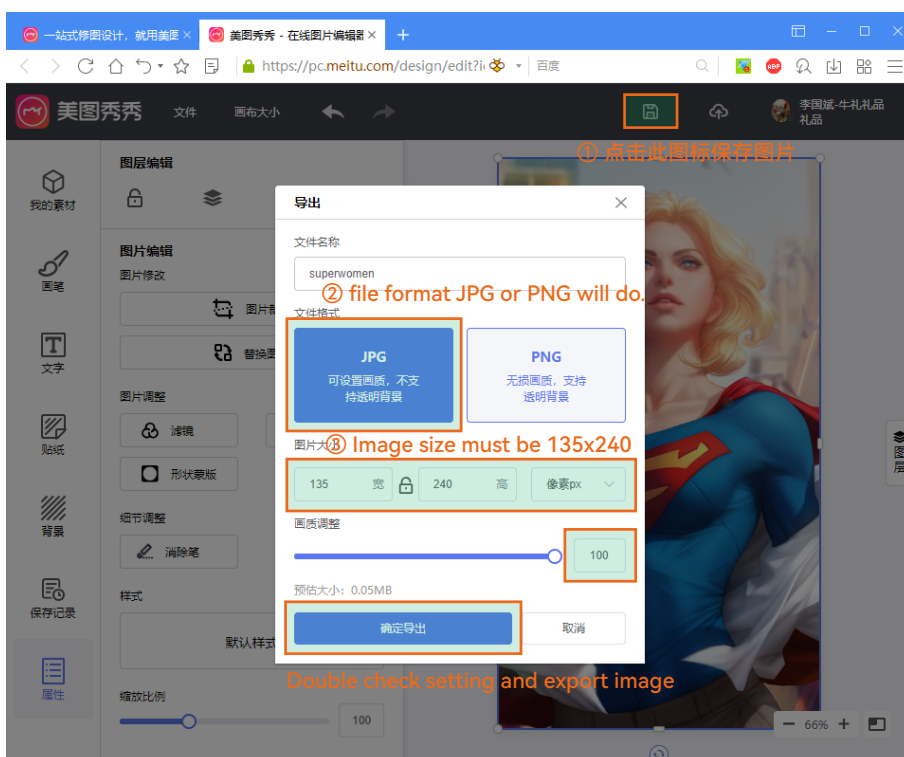 一站式修图设计，就用美图
美图秀秀 - 在线图片编辑器
https://pc.meitu.com/design/edit?i
百度
ABP
美图秀秀
文件
画布大小
李国斌-牛礼礼品
礼品
① 点击此图标保存图片
我的素材
画笔
文字
贴纸
背景
保存记录
属性
图层编辑
图片编辑
图片修改
图片裁
替换图
图片调整
滤镜
形状蒙版
细节调整
消除笔
样式
默认样式
缩放比例
100
导出
文件名称
superwomen
② file format JPG or PNG will do.
文件格式
JPG
可设置画质，不支
持透明背景
PNG
无损画质，支持
透明背景
图片大小
③ Image size must be 135x240
135 宽 240 高 像素px
画质调整
100
预估大小：0.05MB
确定导出
取消
Double check setting and export image
图层
66%